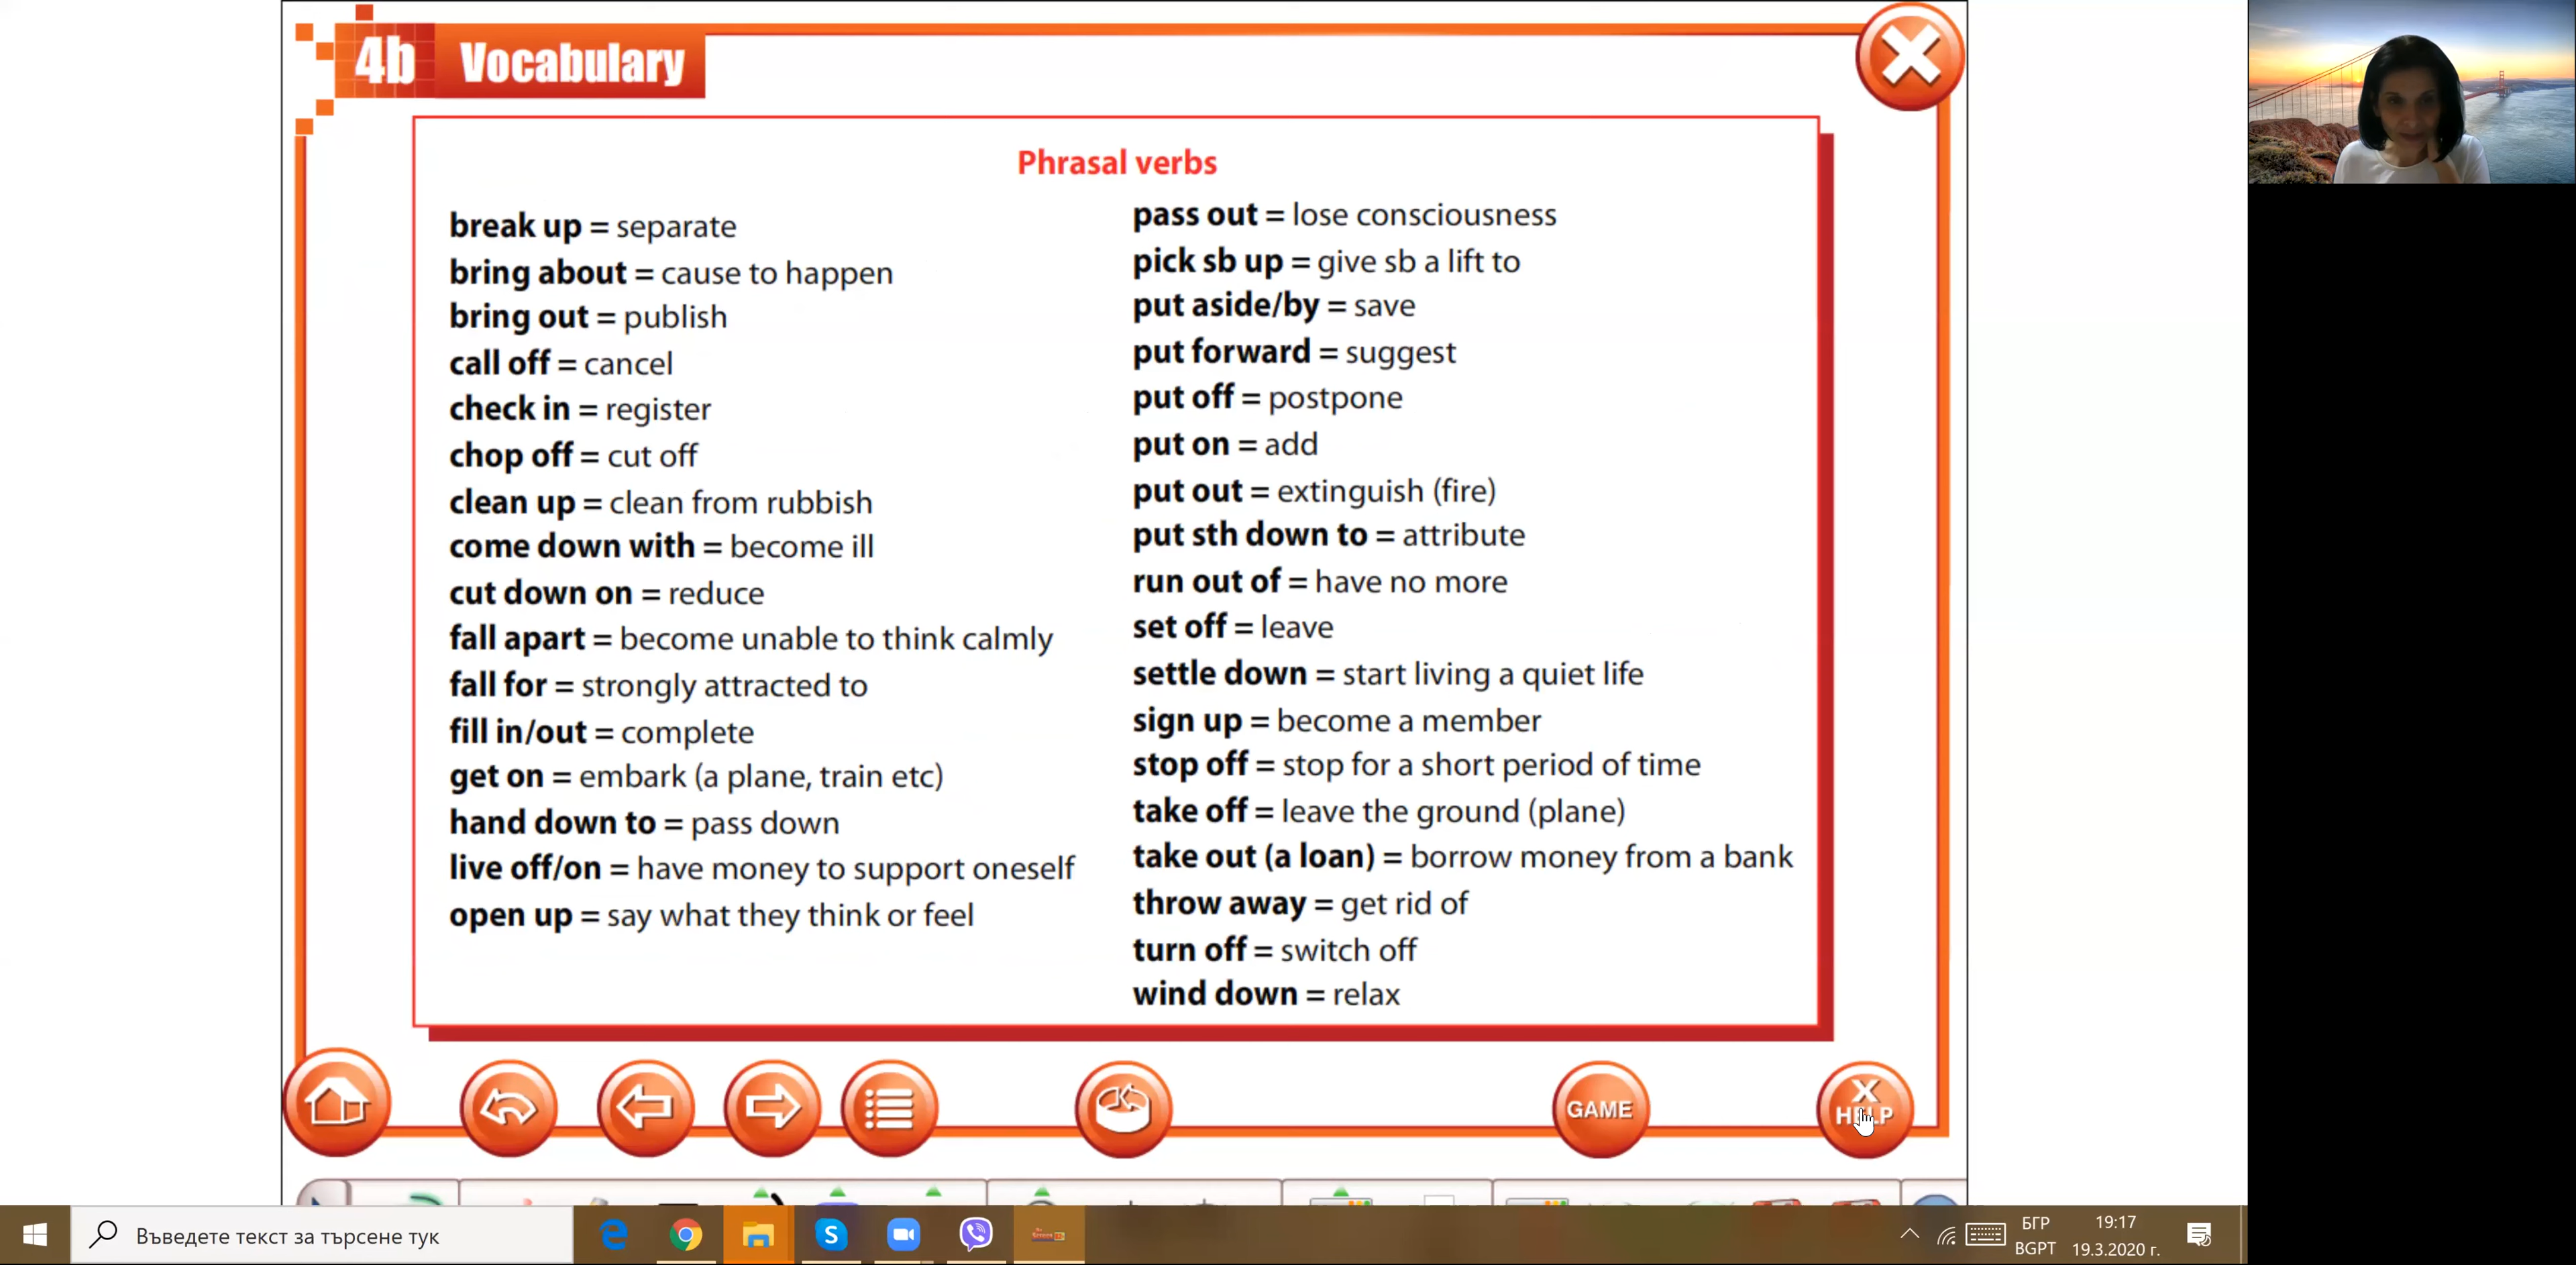 4b Vocabulary
Phrasal verbs
break up = separate
bring about = cause to happen
bring out = publish
call off = cancel
check in = register
chop off = cut off
clean up = clean from rubbish
come down with = become ill
cut down on = reduce
fall apart = become unable to think calmly
fall for = strongly attracted to
fill in/out = complete
get on = embark (a plane, train etc)
hand down to = pass down
live off/on = have money to support oneself
open up = say what they think or feel
pass out = lose consciousness
pick sb up = give sb a lift to
put aside/by = save
put forward = suggest
put off = postpone
put on = add
put out = extinguish (fire)
put sth down to = attribute
run out of = have no more
set off = leave
settle down = start living a quiet life
sign up = become a member
stop off = stop for a short period of time
take off = leave the ground (plane)
take out (a loan) = borrow money from a bank
throw away = get rid of
turn off = switch off
wind down = relax
GAME
X
HELP
Въведете текст за търсене тук
БГР
BGPT
19:17
19.3.2020 г.